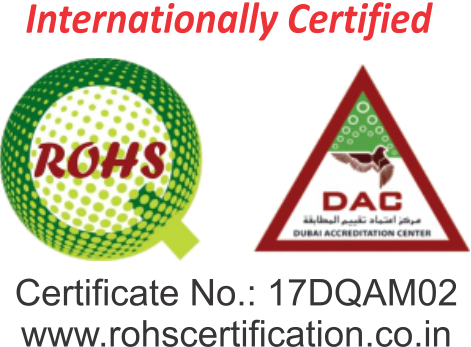 Internationally Certified
ROHS
DAC
مركز اعتماد تقييم المطابقة
DUBAI ACCREDITATION CENTER
Certificate No.: 17DQAM02
www.rohscertification.co.in